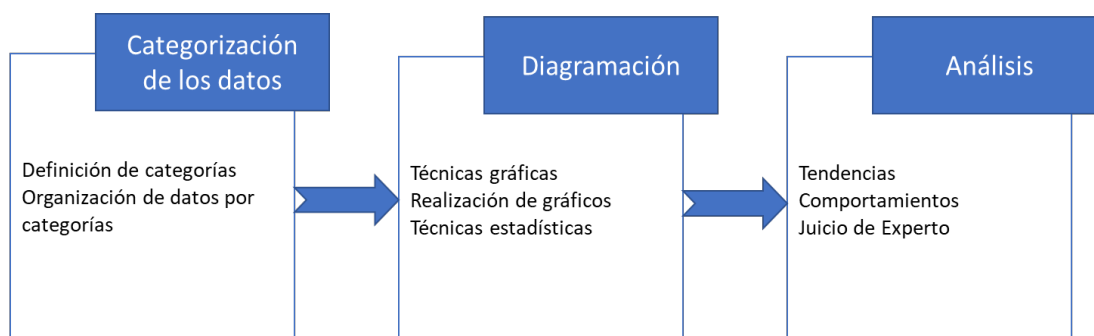 Categorización
de los datos
Definición de categorías
Organización de datos por
categorías
Diagramación
Técnicas gráficas
Realización de gráficos
Técnicas estadísticas
Análisis
Tendencias
Comportamientos
Juicio de Experto